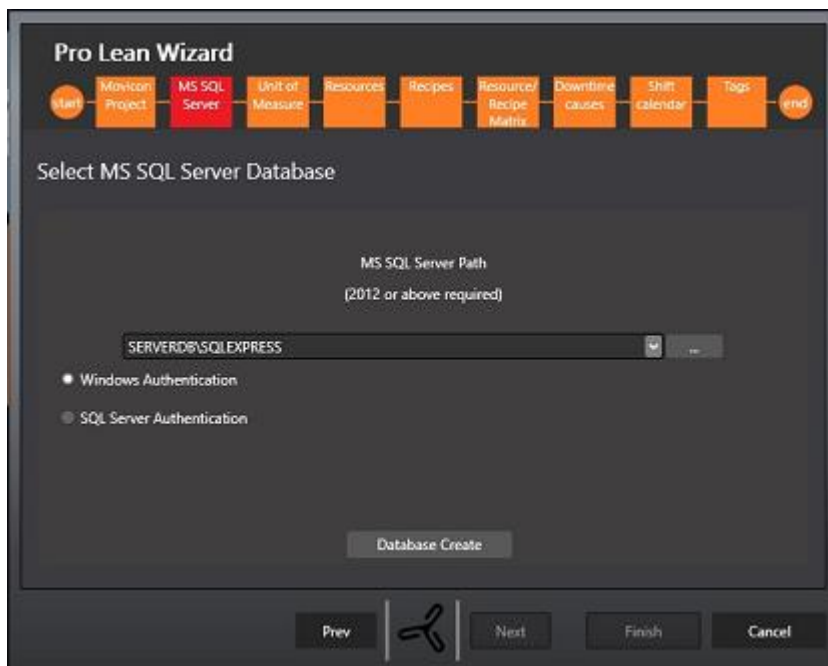 Pro Lean Wizard
start
Movicon
Project
MS SQL
Server
Unit of
Measure
Resources
Recipes
Resource/
Recipe
Matrix
Downtime
causes
Shift
calendar
Tags
end
Select MS SQL Server Database
MS SQL Server Path
(2012 or above required)
SERVERDB\SQLEXPRESS
...
Windows Authentication
SQL Server Authentication
Database Create
Prev
Next
Finish
Cancel